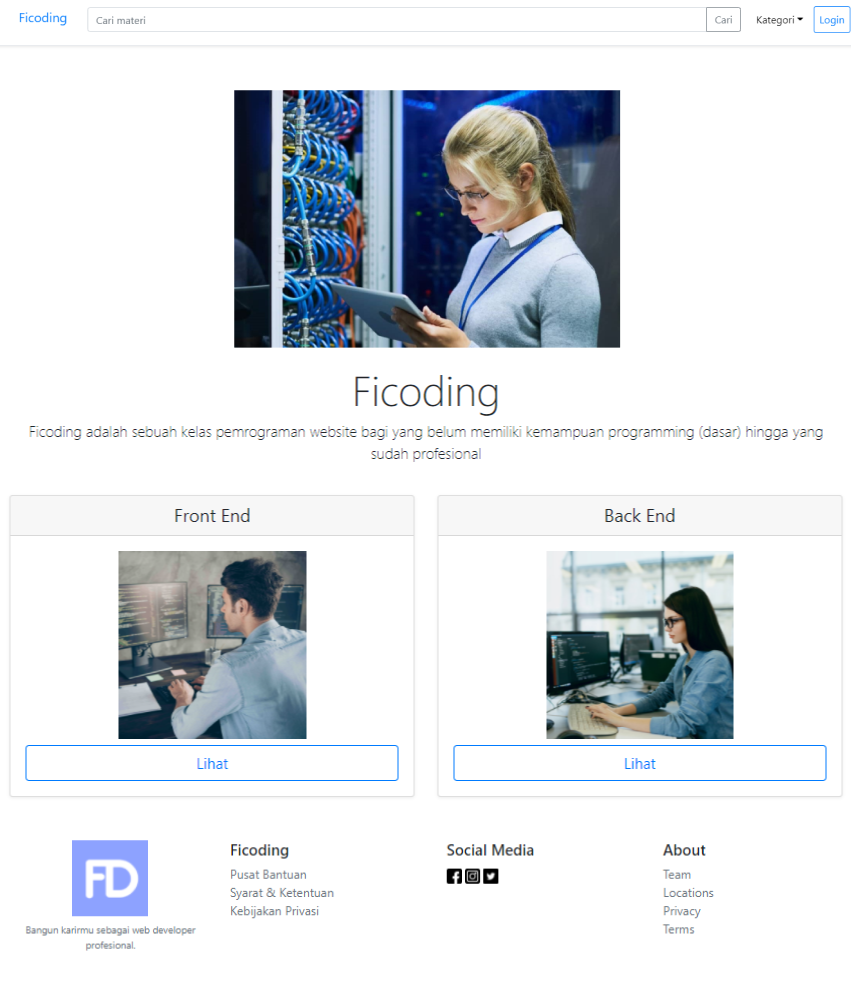 Ficoding
Cari materi
Cari
Kategori
Login
Ficoding
Ficoding adalah sebuah kelas pemrograman website bagi yang belum memiliki kemampuan programming (dasar) hingga yang
sudah profesional
Front End
Back End
Lihat
Lihat
FD
Bangun karirmu sebagai web developer
profesional.
Ficoding
Pusat Bantuan
Syarat & Ketentuan
Kebijakan Privasi
Social Media
About
Team
Locations
Privacy
Terms